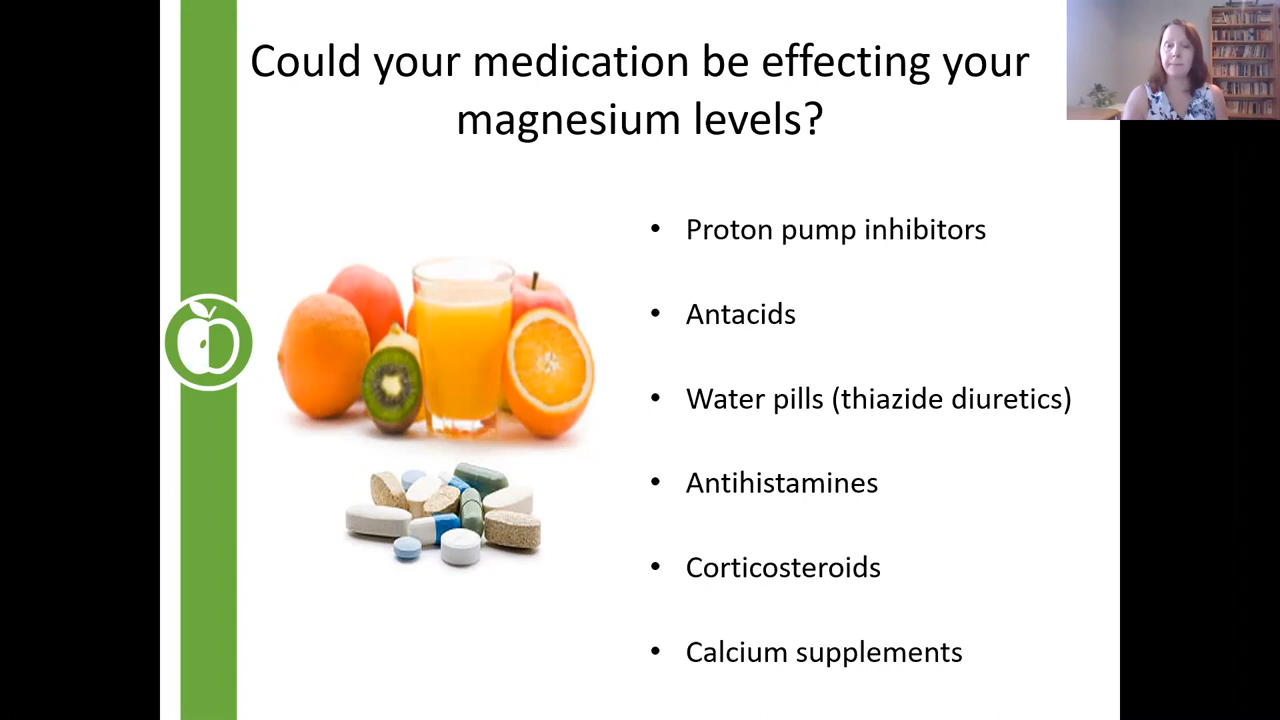 Could your medication be effecting your
magnesium levels?
• Proton pump inhibitors
• Antacids
• Water pills (thiazide diuretics)
• Antihistamines
• Corticosteroids
• Calcium supplements